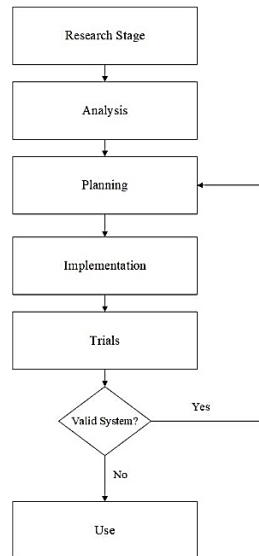 Research Stage
Analysis
Planning
Implementation
Trials
Valid System?
Yes
No
Use